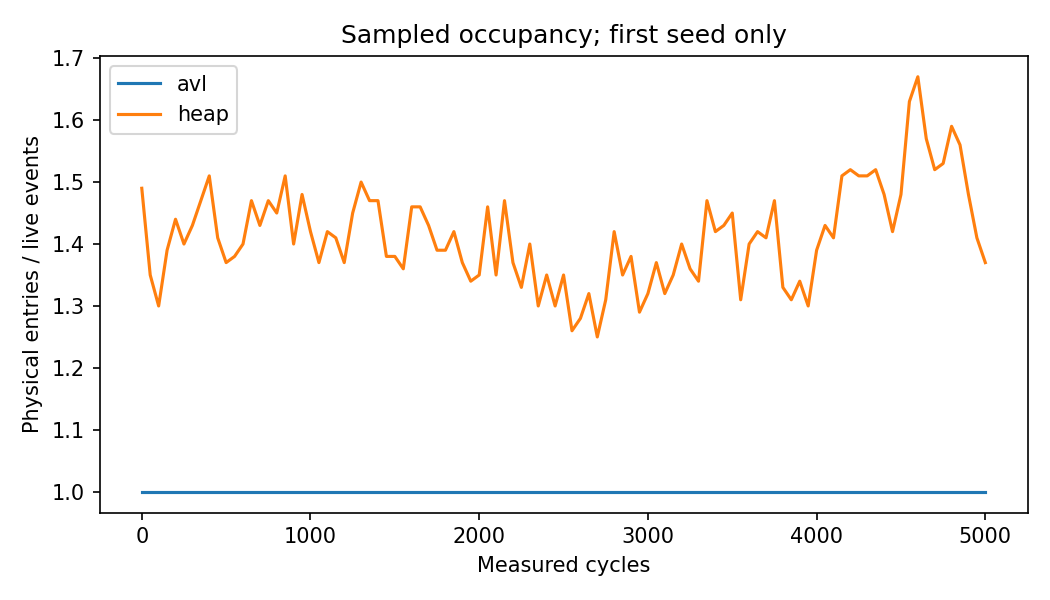 Sampled occupancy; first seed only
avl
heap
Physical entries / live events
1.7
1.6
1.5
1.4
1.3
1.2
1.1
1.0
0 1000 2000 3000 4000 5000
Measured cycles